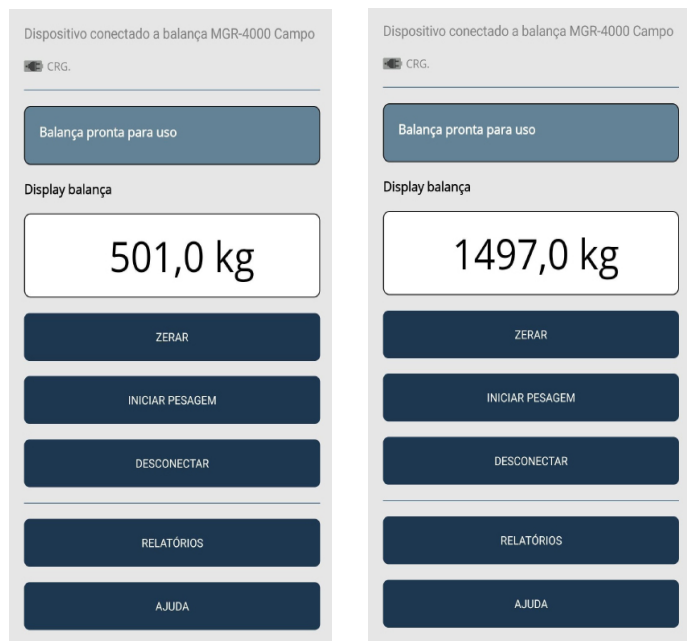 Dispositivo conectado a balança MGR-4000 Campo
CRG.
Balança pronta para uso
Display balança
501,0 kg
ZERAR
INICIAR PESAGEM
DESCONECTAR
RELATÓRIOS
AJUDA
Dispositivo conectado a balança MGR-4000 Campo
CRG.
Balança pronta para uso
Display balança
1497,0 kg
ZERAR
INICIAR PESAGEM
DESCONECTAR
RELATÓRIOS
AJUDA